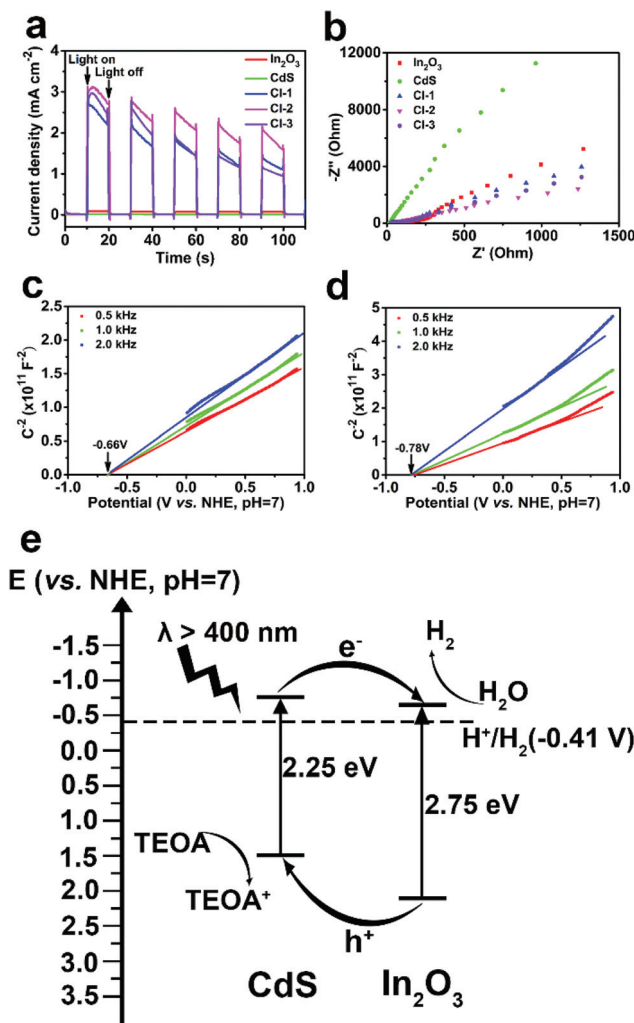 a
Current density (mA cm⁻²)
4
3
2
1
0
Light on
Light off
In₂O₃
CdS
CI-1
CI-2
CI-3
0 20 40 60 80 100
Time (s)
b
-Z'' (Ohm)
12000
8000
4000
0
In₂O₃
CdS
CI-1
CI-2
CI-3
0 500 1000 1500
Z' (Ohm)
c
C⁻² (x10¹¹ F⁻²)
2.5
2.0
1.5
1.0
0.5
0.0
0.5 kHz
1.0 kHz
2.0 kHz
-0.66V
-1.0 -0.5 0.0 0.5 1.0
Potential (V vs. NHE, pH=7)
d
C⁻² (x10¹¹ F⁻²)
5
4
3
2
1
0
0.5 kHz
1.0 kHz
2.0 kHz
-0.78V
-1.0 -0.5 0.0 0.5 1.0
Potential (V vs. NHE, pH=7)
e
E (vs. NHE, pH=7)
-1.5
-1.0
-0.5
0.0
0.5
1.0
1.5
2.0
2.5
3.0
3.5
λ > 400 nm
e⁻
H₂
H₂O
H⁺/H₂(-0.41 V)
2.25 eV
2.75 eV
TEOA
TEOA⁺
h⁺
CdS
In₂O₃